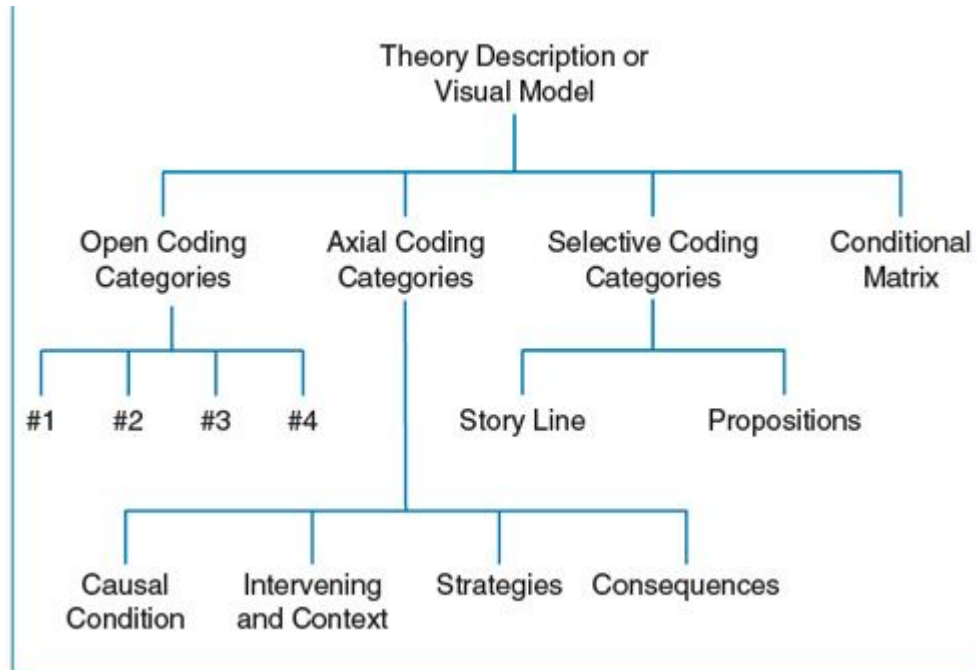 Theory Description or
Visual Model
Open Coding
Categories
Axial Coding
Categories
Selective Coding
Categories
Conditional
Matrix
#1 #2 #3 #4
Story Line
Propositions
Causal
Condition
Intervening
and Context
Strategies
Consequences